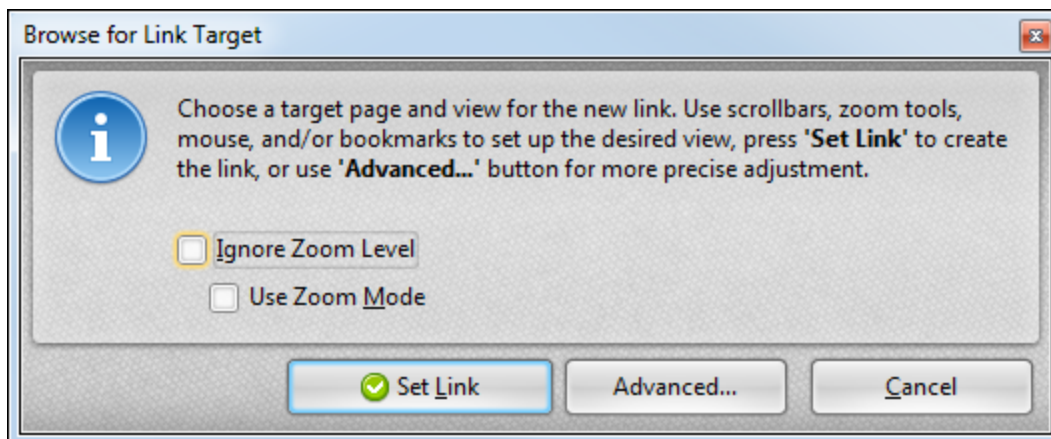 Browse for Link Target
Choose a target page and view for the new link. Use scrollbars, zoom tools,
mouse, and/or bookmarks to set up the desired view, press 'Set Link' to create
the link, or use 'Advanced...' button for more precise adjustment.
Ignore Zoom Level
Use Zoom Mode
Set Link Advanced... Cancel